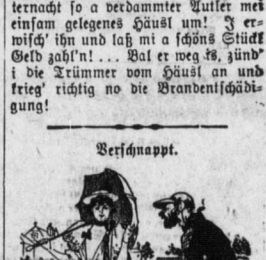 ternacht so a verdammter Autler mei
einsam gelegenes Häusl um! J er-
wisch' ihn und laß mi a schöns Stückl
Geld zahl'n! ... Bal er weg is, zünd'
i die Trümmer vom Häusl an und
krieg' richtig no die Brandentschädi-
gung!
Verschnappt.